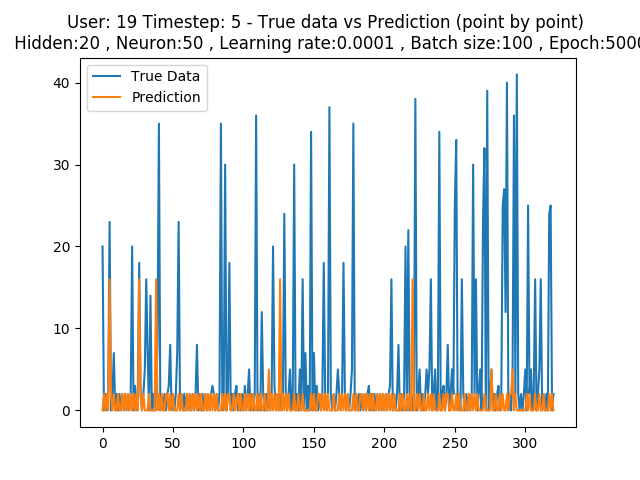 User: 19 Timestep: 5 - True data vs Prediction (point by point)
Hidden:20 , Neuron:50 , Learning rate:0.0001 , Batch size:100 , Epoch:5000
True Data
Prediction
40
30
20
10
0
0 50 100 150 200 250 300